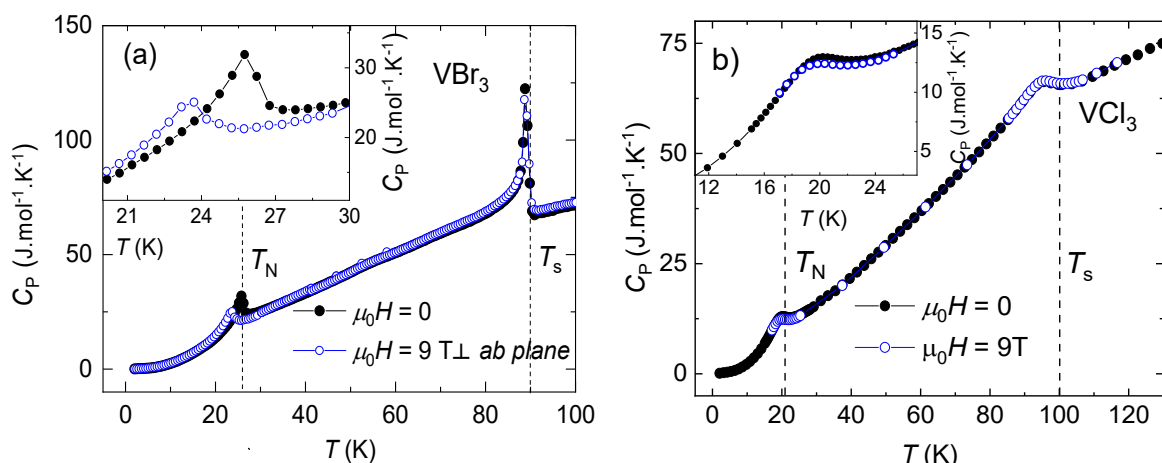 (a)
VBr3
150
100
50
0
CP (J.mol-1.K-1)
30
20
CP (J.mol-1.K-1)
21 24 27 30
T (K)
TN
Ts
μ0H = 0
μ0H = 9 T⊥ ab plane
0 20 40 60 80 100
T (K)
b)
VCl3
75
50
25
0
CP (J.mol-1.K-1)
15
10
5
CP (J.mol-1.K-1)
12 16 20 24
T (K)
TN
Ts
μ0H = 0
μ0H = 9T
0 20 40 60 80 100 120
T (K)